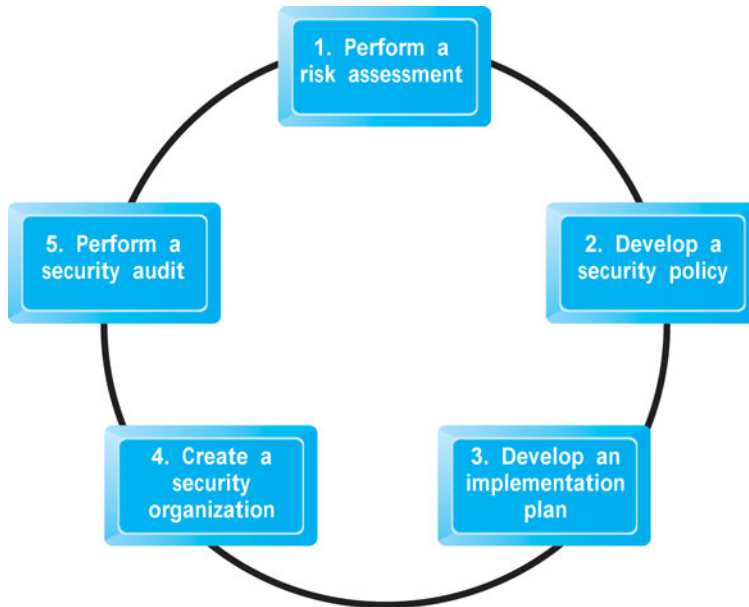 1. Perform a
risk assessment
2. Develop a
security policy
3. Develop an
implementation
plan
4. Create a
security
organization
5. Perform a
security audit